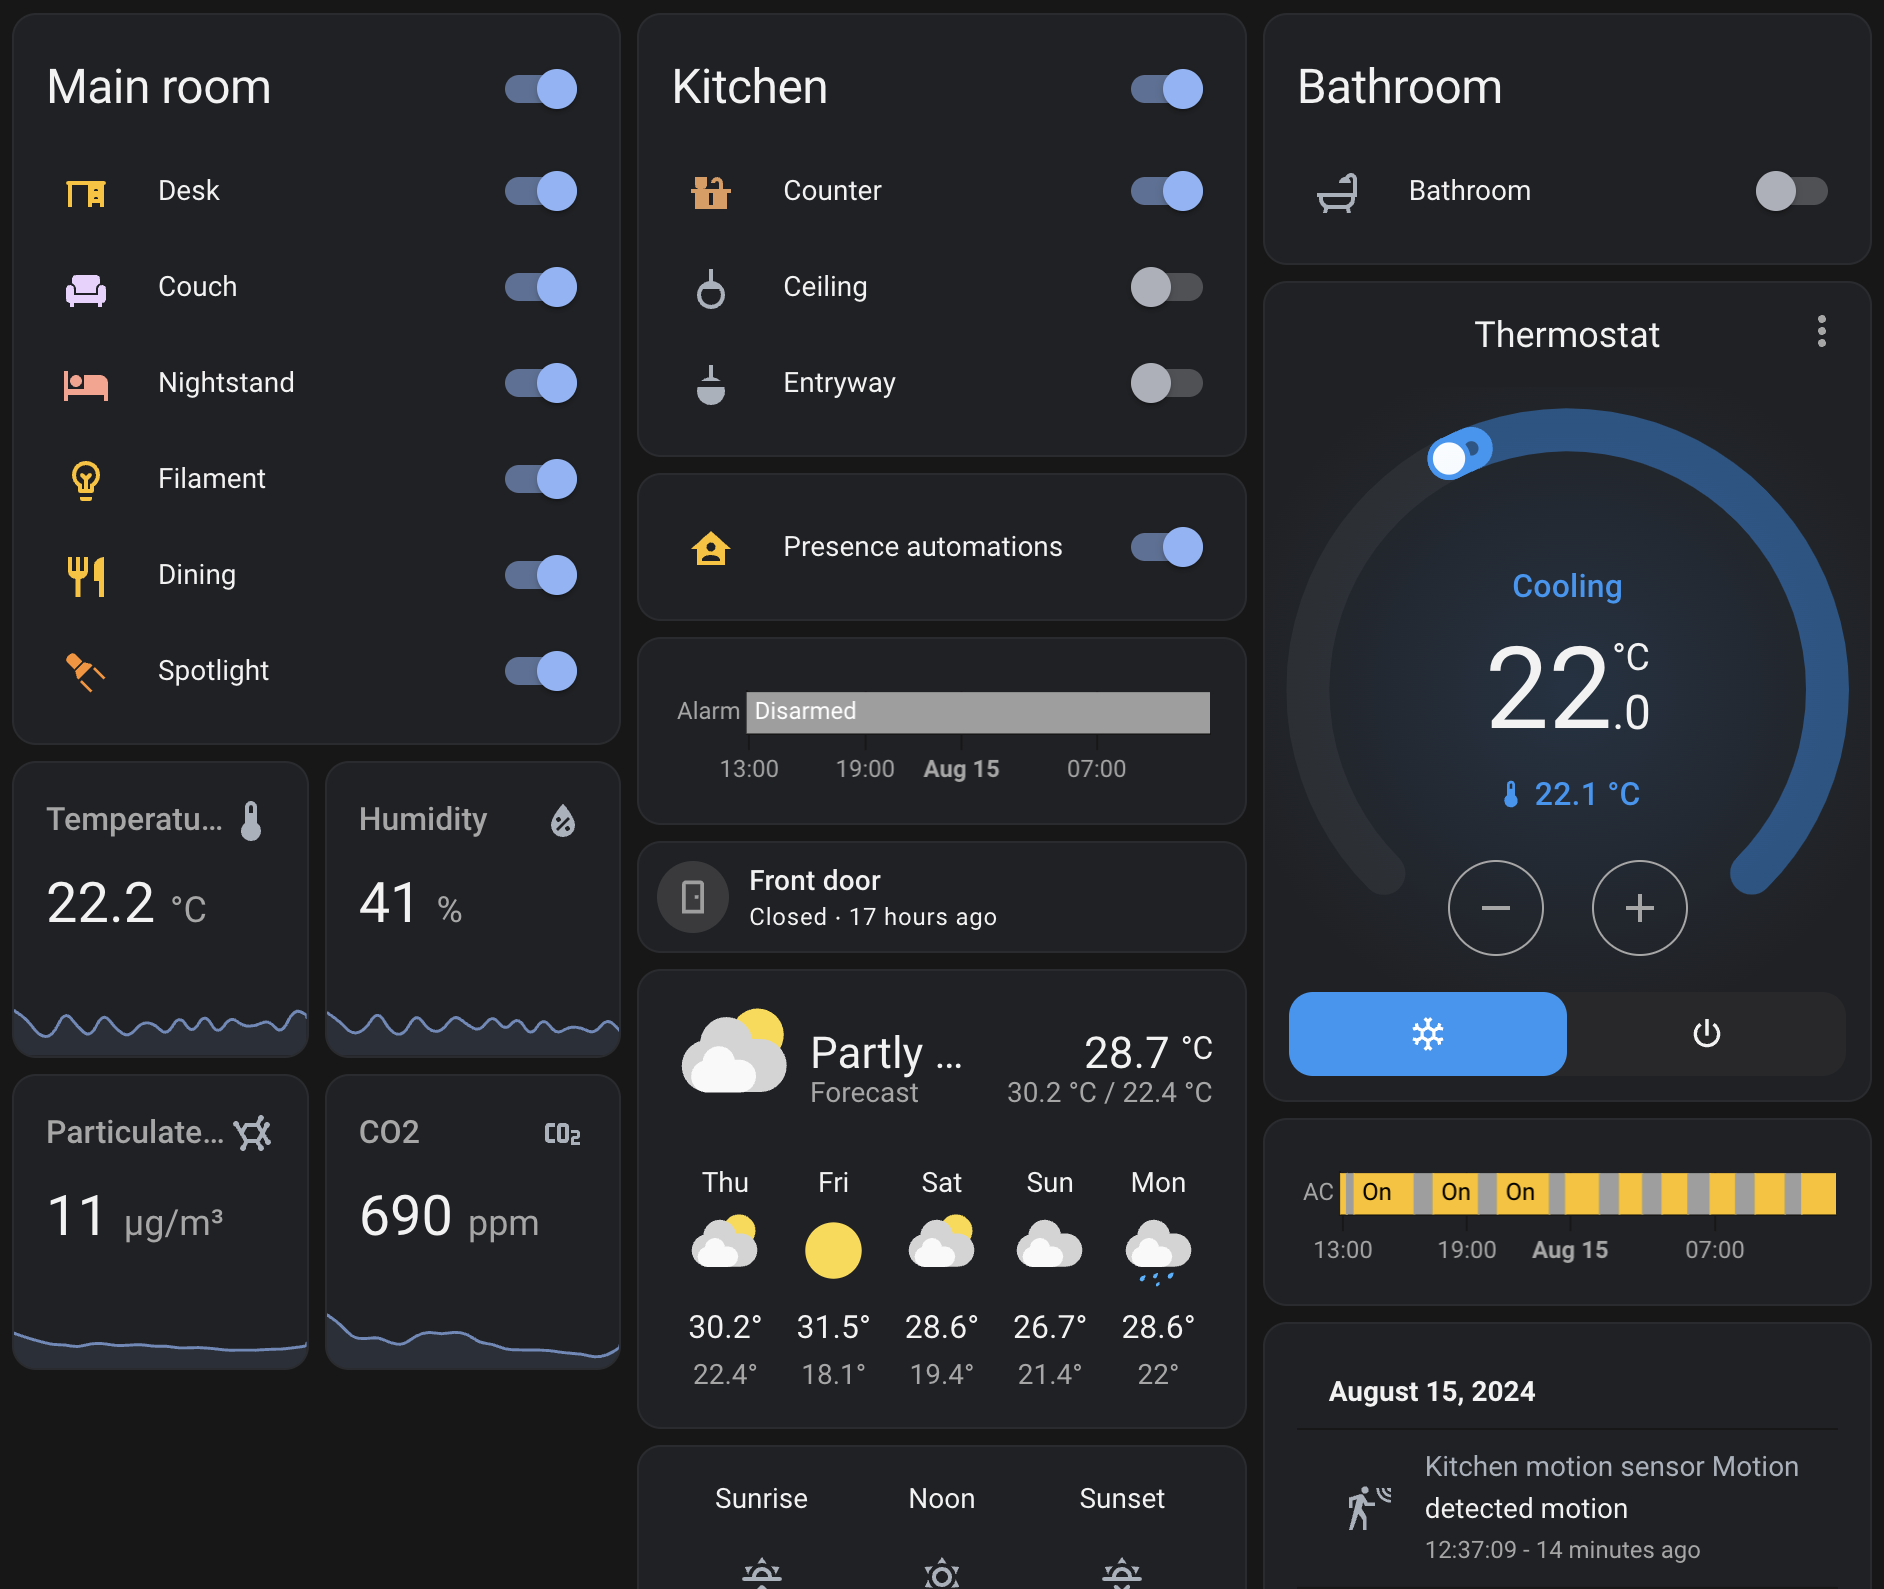 Main room
Desk
Couch
Nightstand
Filament
Dining
Spotlight
Temperatu...
22.2 °C
Humidity
41 %
Particulate...
11 µg/m³
CO2
CO₂
690 ppm
Kitchen
Counter
Ceiling
Entryway
Presence automations
Alarm Disarmed
13:00 19:00 Aug 15 07:00
Front door
Closed · 17 hours ago
Partly ... 28.7 °C
Forecast 30.2 °C / 22.4 °C
Thu Fri Sat Sun Mon
30.2° 31.5° 28.6° 26.7° 28.6°
22.4° 18.1° 19.4° 21.4° 22°
Sunrise Noon Sunset
Bathroom
Bathroom
Thermostat
Cooling
22.0 °C
22.1 °C
AC On On On
13:00 19:00 Aug 15 07:00
August 15, 2024
Kitchen motion sensor Motion
detected motion
12:37:09 - 14 minutes ago